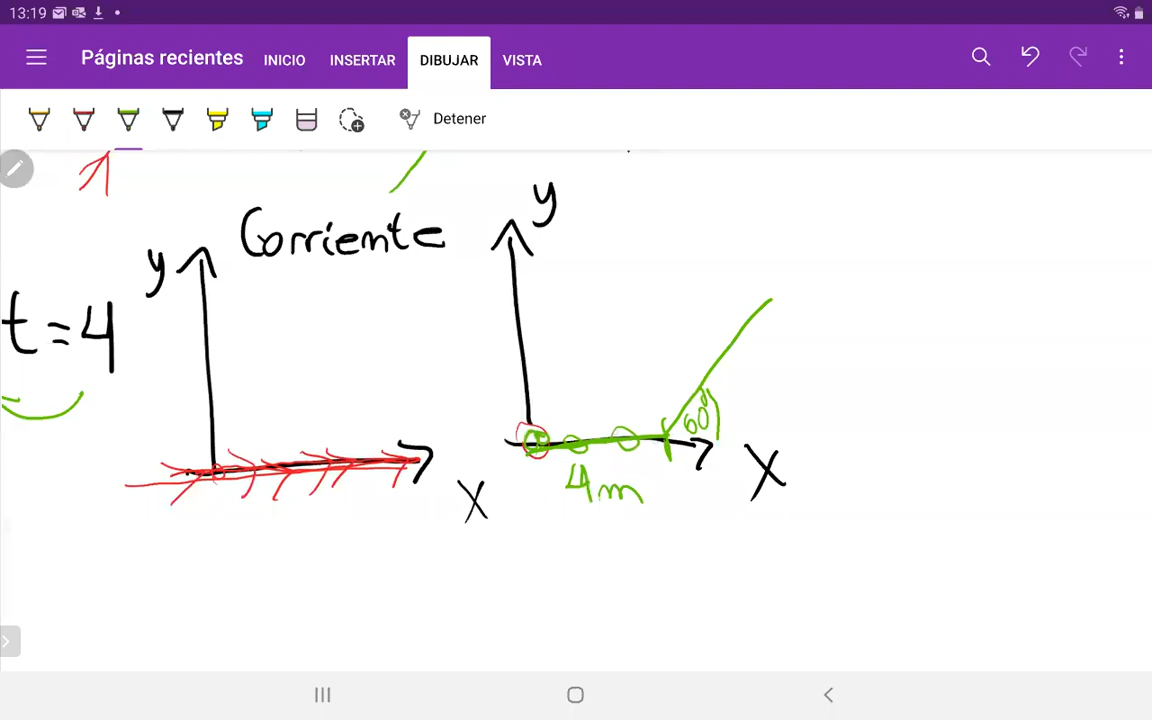 13:19
Páginas recientes INICIO INSERTAR DIBUJAR VISTA
Detener
Corriente
y
y
t = 4
60°
4m
X
X